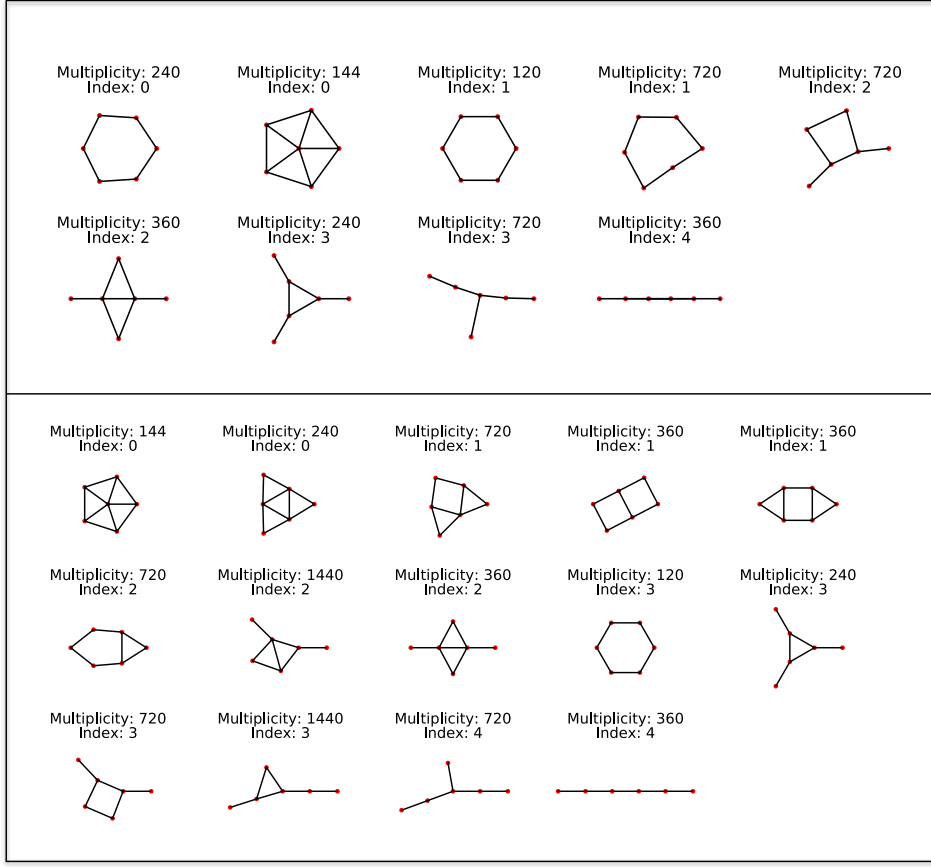 Multiplicity: 240
Index: 0
Multiplicity: 144
Index: 0
Multiplicity: 120
Index: 1
Multiplicity: 720
Index: 1
Multiplicity: 720
Index: 2
Multiplicity: 360
Index: 2
Multiplicity: 240
Index: 3
Multiplicity: 720
Index: 3
Multiplicity: 360
Index: 4
Multiplicity: 144
Index: 0
Multiplicity: 240
Index: 0
Multiplicity: 720
Index: 1
Multiplicity: 360
Index: 1
Multiplicity: 360
Index: 1
Multiplicity: 720
Index: 2
Multiplicity: 1440
Index: 2
Multiplicity: 360
Index: 2
Multiplicity: 120
Index: 3
Multiplicity: 240
Index: 3
Multiplicity: 720
Index: 3
Multiplicity: 1440
Index: 3
Multiplicity: 720
Index: 4
Multiplicity: 360
Index: 4